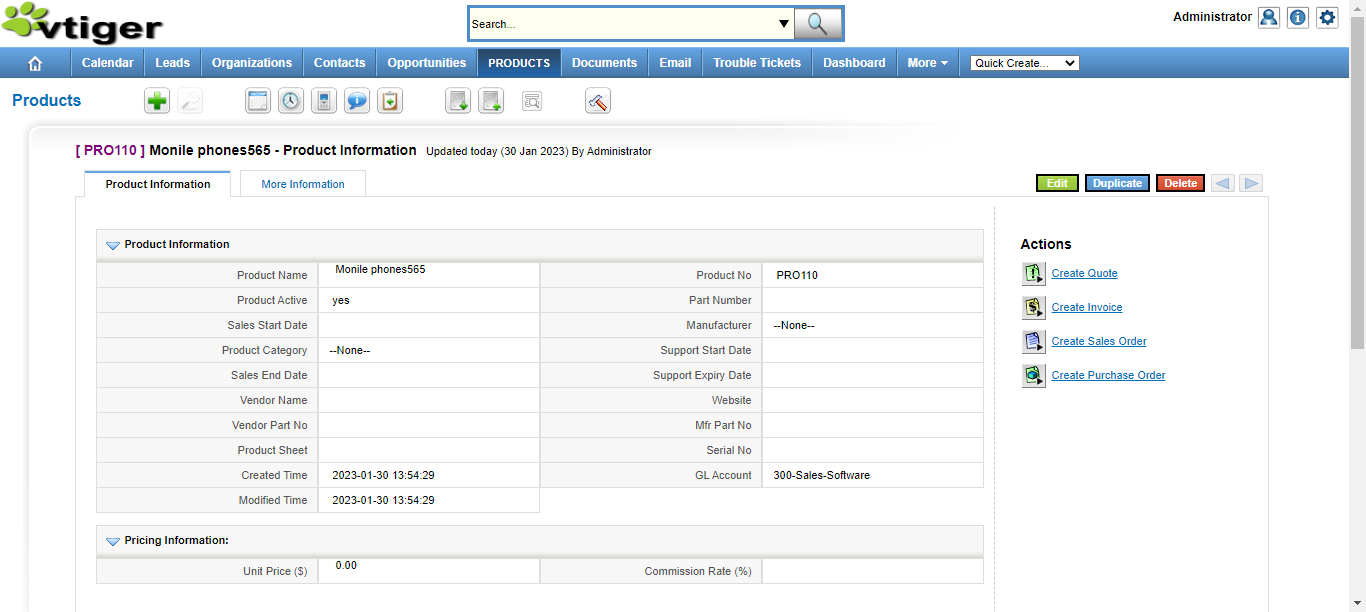 vtiger
Search...
Administrator
Calendar Leads Organizations Contacts Opportunities PRODUCTS Documents Email Trouble Tickets Dashboard More Quick Create...
Products
[ PRO110 ] Monile phones565 - Product Information Updated today (30 Jan 2023) By Administrator
Product Information More Information Edit Duplicate Delete
Product Information
Product Name Monile phones565 Product No PRO110
Product Active yes Part Number
Sales Start Date Manufacturer --None--
Product Category --None-- Support Start Date
Sales End Date Support Expiry Date
Vendor Name Website
Vendor Part No Mfr Part No
Product Sheet Serial No
Created Time 2023-01-30 13:54:29 GL Account 300-Sales-Software
Modified Time 2023-01-30 13:54:29
Pricing Information:
Unit Price ($) 0.00 Commission Rate (%)
Actions
Create Quote
Create Invoice
Create Sales Order
Create Purchase Order